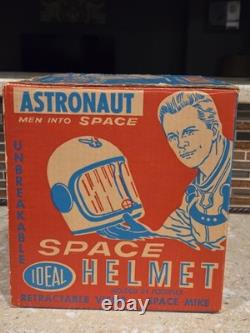 ASTRONAUT
MEN INTO SPACE
UNBREAKABLE
SPACE
IDEAL
HELMET
RETRACTABLE SPACE MIKE